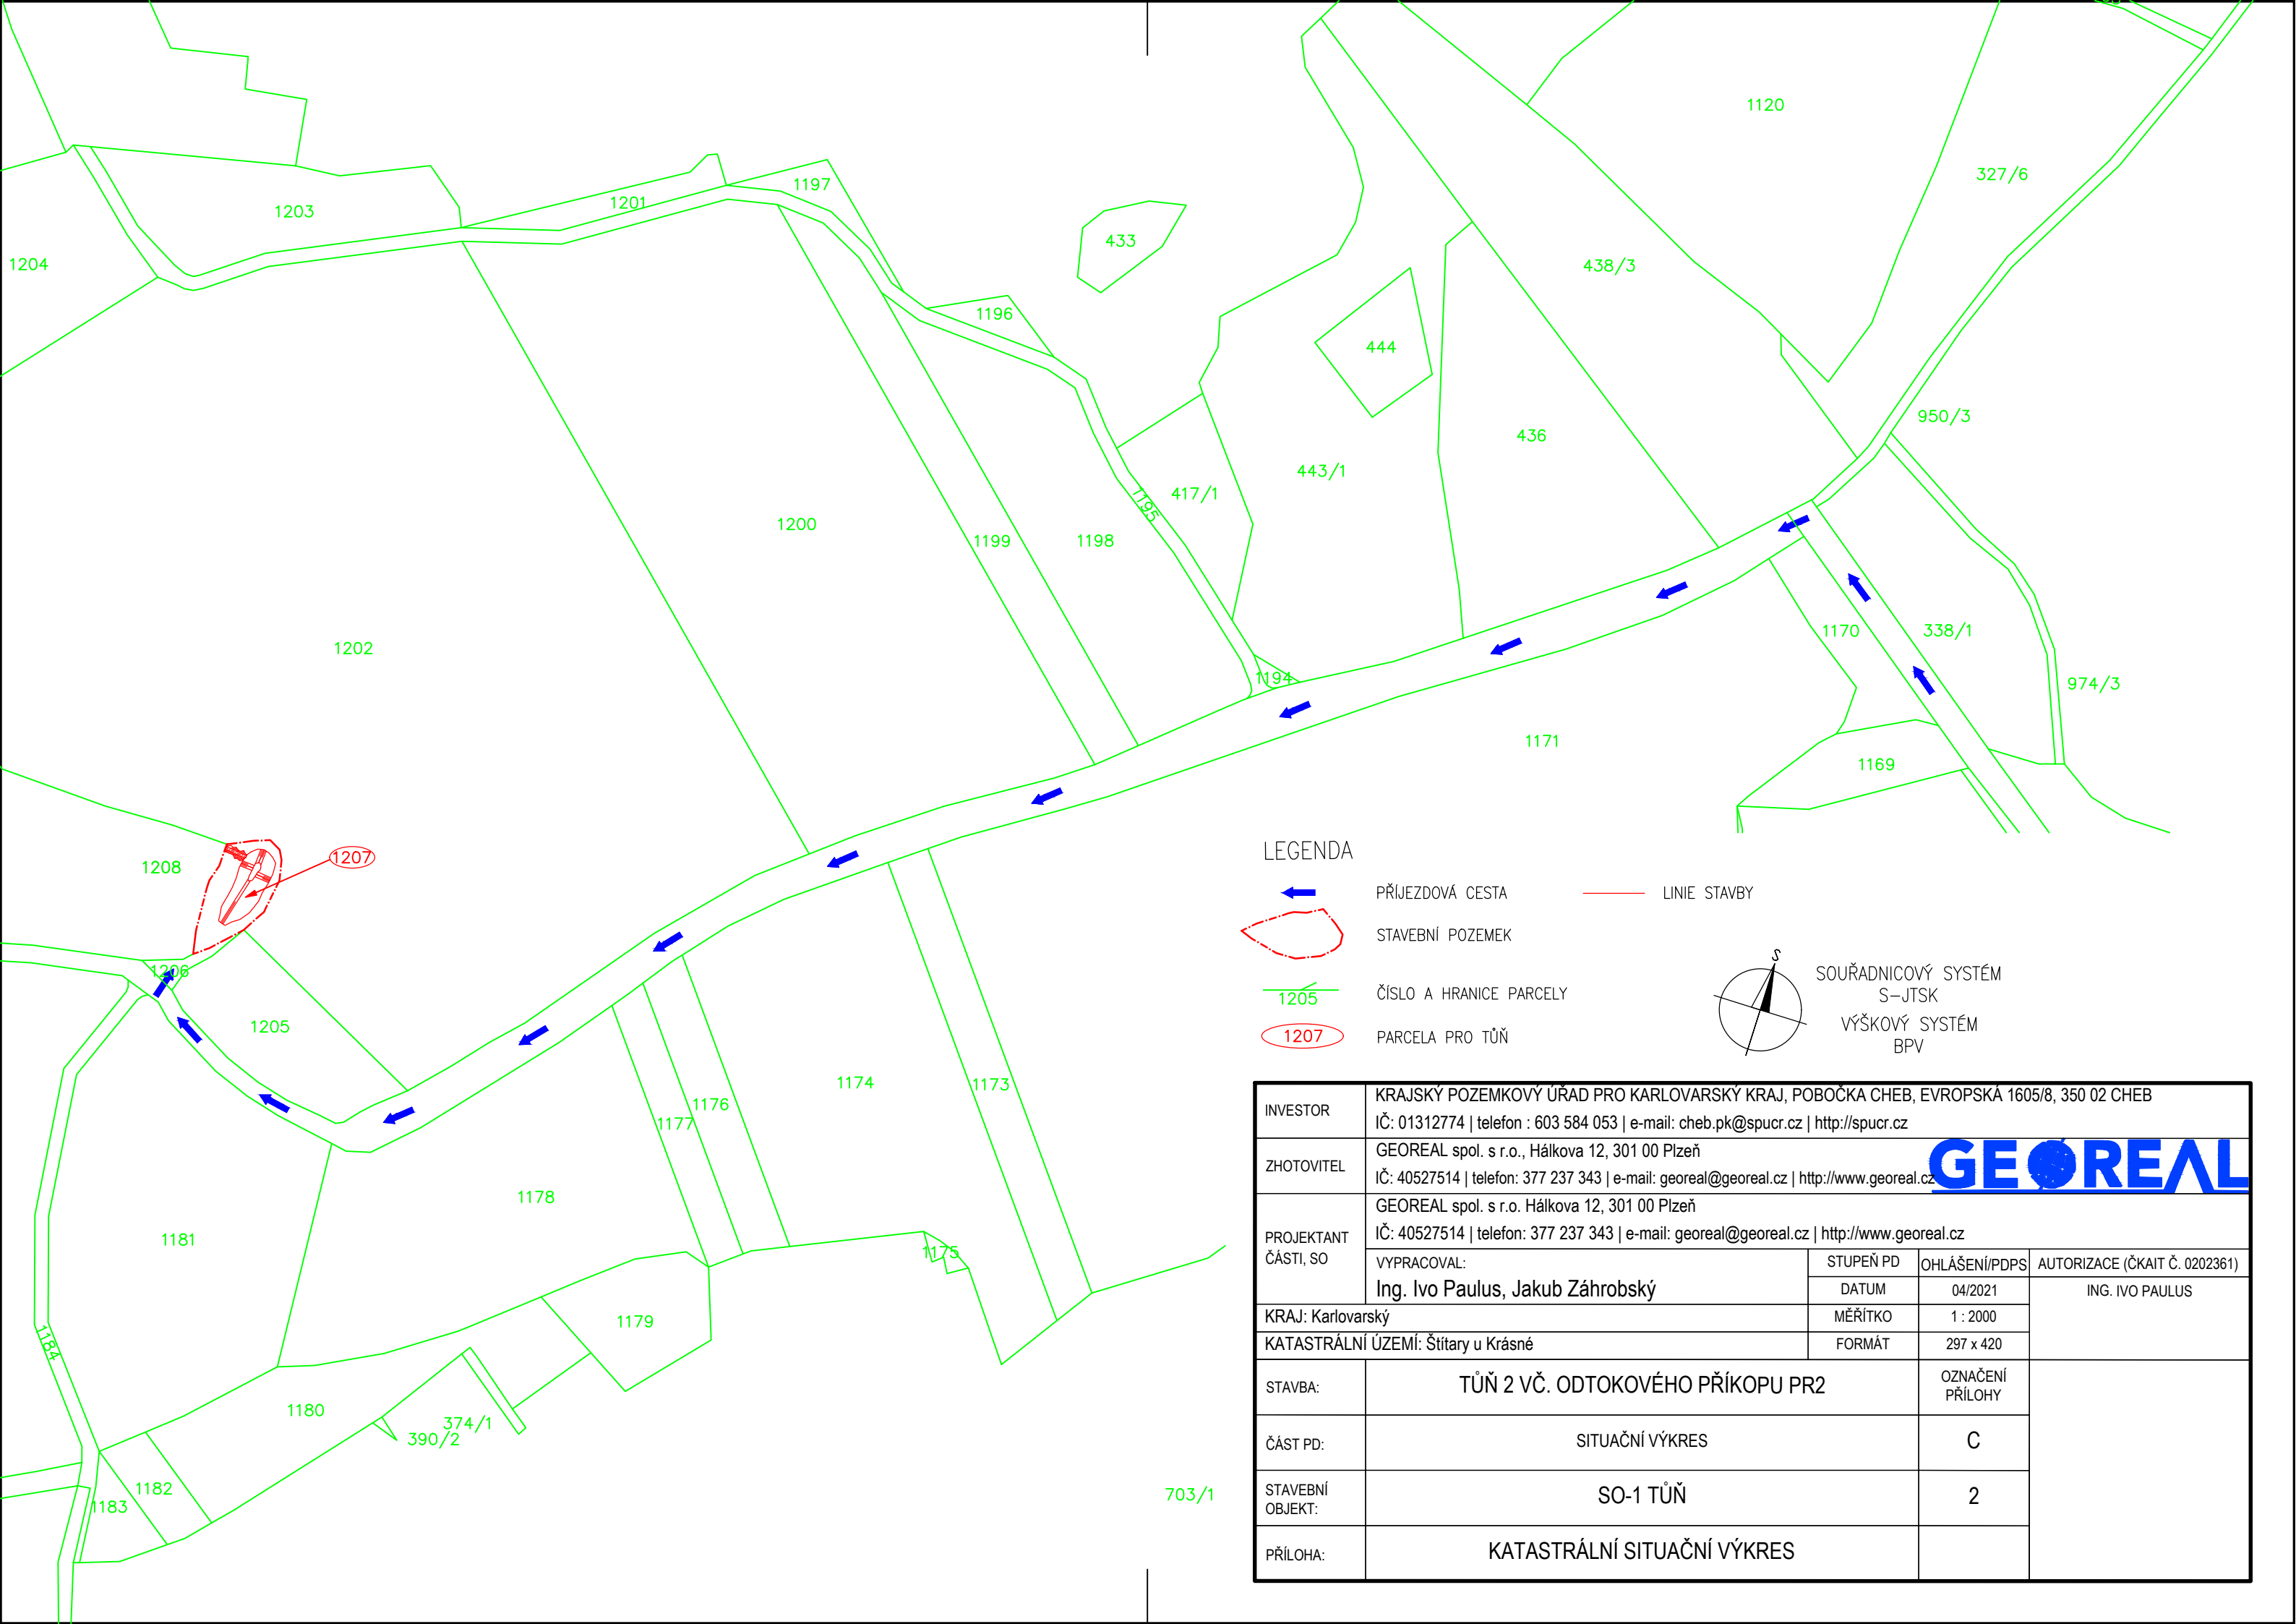 1120
327/6
1197
1201
1203
433
1204
438/3
1196
444
950/3
436
443/1
417/1
1195
1200
1199
1198
1170
338/1
1202
1194
974/3
1171
1169
1207
1208
1206
1205
1174
1173
1176
1177
1178
1181
1175
1179
1184
1180
374/1
390/2
1182
1183
703/1
LEGENDA
PŘÍJEZDOVÁ CESTA
LINIE STAVBY
STAVEBNÍ POZEMEK
1205
ČÍSLO A HRANICE PARCELY
1207
PARCELA PRO TŮŇ
S
SOUŘADNICOVÝ SYSTÉM
S-JTSK
VÝŠKOVÝ SYSTÉM
BPV
INVESTOR
KRAJSKÝ POZEMKOVÝ ÚŘAD PRO KARLOVARSKÝ KRAJ, POBOČKA CHEB, EVROPSKÁ 1605/8, 350 02 CHEB
IČ: 01312774 | telefon : 603 584 053 | e-mail: cheb.pk@spucr.cz | http://spucr.cz
ZHOTOVITEL
GEOREAL spol. s r.o., Hálkova 12, 301 00 Plzeň
IČ: 40527514 | telefon: 377 237 343 | e-mail: georeal@georeal.cz | http://www.georeal.cz
GEOREAL
PROJEKTANT
ČÁSTI, SO
GEOREAL spol. s r.o. Hálkova 12, 301 00 Plzeň
IČ: 40527514 | telefon: 377 237 343 | e-mail: georeal@georeal.cz | http://www.georeal.cz
VYPRACOVAL:
Ing. Ivo Paulus, Jakub Záhrobský
STUPEŇ PD
OHLÁŠENÍ/PDPS
AUTORIZACE (ČKAIT Č. 0202361)
DATUM
04/2021
ING. IVO PAULUS
KRAJ: Karlovarský
MĚŘÍTKO
1 : 2000
KATASTRÁLNÍ ÚZEMÍ: Štítary u Krásné
FORMÁT
297 x 420
STAVBA:
TŮŇ 2 VČ. ODTOKOVÉHO PŘÍKOPU PR2
OZNAČENÍ
PŘÍLOHY
ČÁST PD:
SITUAČNÍ VÝKRES
C
STAVEBNÍ
OBJEKT:
SO-1 TŮŇ
2
PŘÍLOHA:
KATASTRÁLNÍ SITUAČNÍ VÝKRES